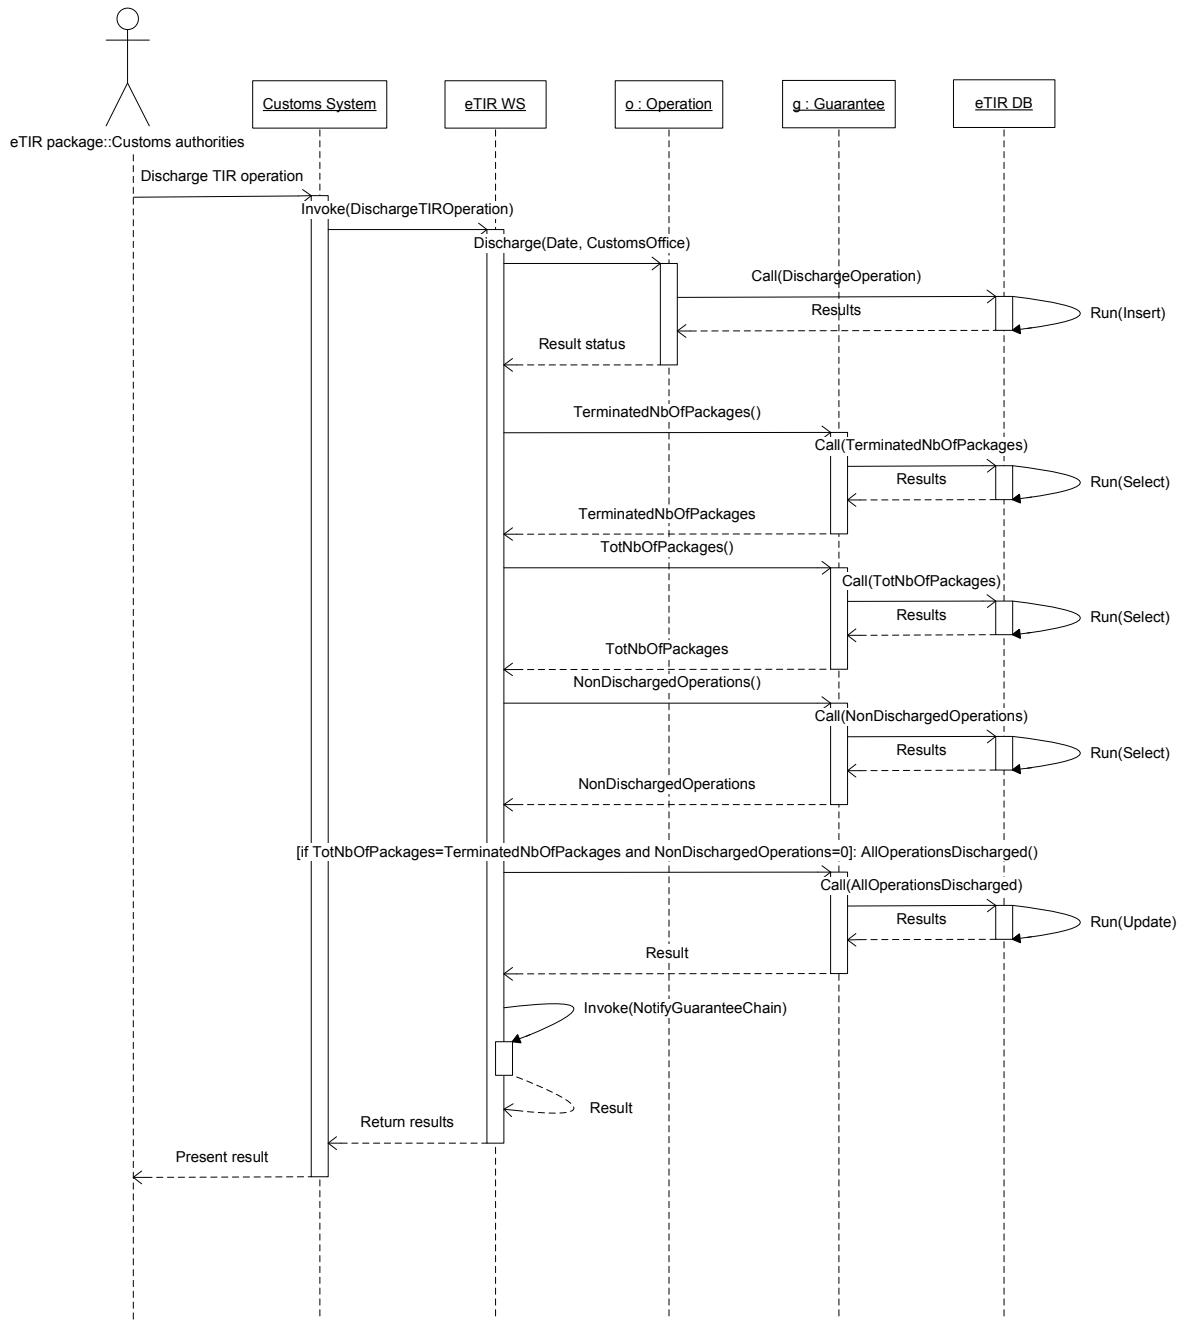 Customs System
eTIR WS
o : Operation
g : Guarantee
eTIR DB
eTIR package::Customs authorities
Discharge TIR operation
Invoke(DischargeTIROperation)
Discharge(Date, CustomsOffice)
Call(DischargeOperation)
Results
Run(Insert)
Result status
TerminatedNbOfPackages()
Call(TerminatedNbOfPackages)
Results
Run(Select)
TerminatedNbOfPackages
TotNbOfPackages()
Call(TotNbOfPackages)
Results
Run(Select)
TotNbOfPackages
NonDischargedOperations()
Call(NonDischargedOperations)
Results
Run(Select)
NonDischargedOperations
[if TotNbOfPackages=TerminatedNbOfPackages and NonDischargedOperations=0]: AllOperationsDischarged()
Call(AllOperationsDischarged)
Results
Run(Update)
Result
Invoke(NotifyGuaranteeChain)
Result
Return results
Present result